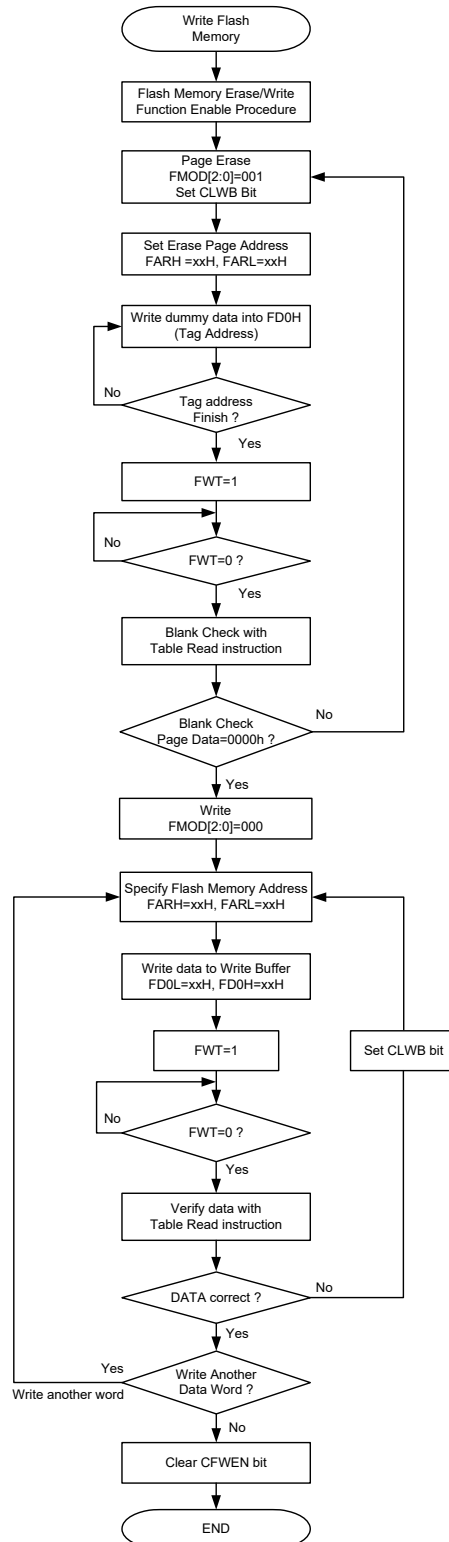 Write Flash
Memory
Flash Memory Erase/Write
Function Enable Procedure
Page Erase
FMOD[2:0]=001
Set CLWB Bit
Set Erase Page Address
FARH =xxH, FARL=xxH
Write dummy data into FD0H
(Tag Address)
No
Tag address
Finish ?
Yes
FWT=1
No
FWT=0 ?
Yes
Blank Check with
Table Read instruction
No
Blank Check
Page Data=0000h ?
Yes
Write
FMOD[2:0]=000
Specify Flash Memory Address
FARH=xxH, FARL=xxH
Write data to Write Buffer
FD0L=xxH, FD0H=xxH
FWT=1
Set CLWB bit
No
FWT=0 ?
Yes
Verify data with
Table Read instruction
No
DATA correct ?
Yes
Yes
Write another word
Write Another
Data Word ?
No
Clear CFWEN bit
END